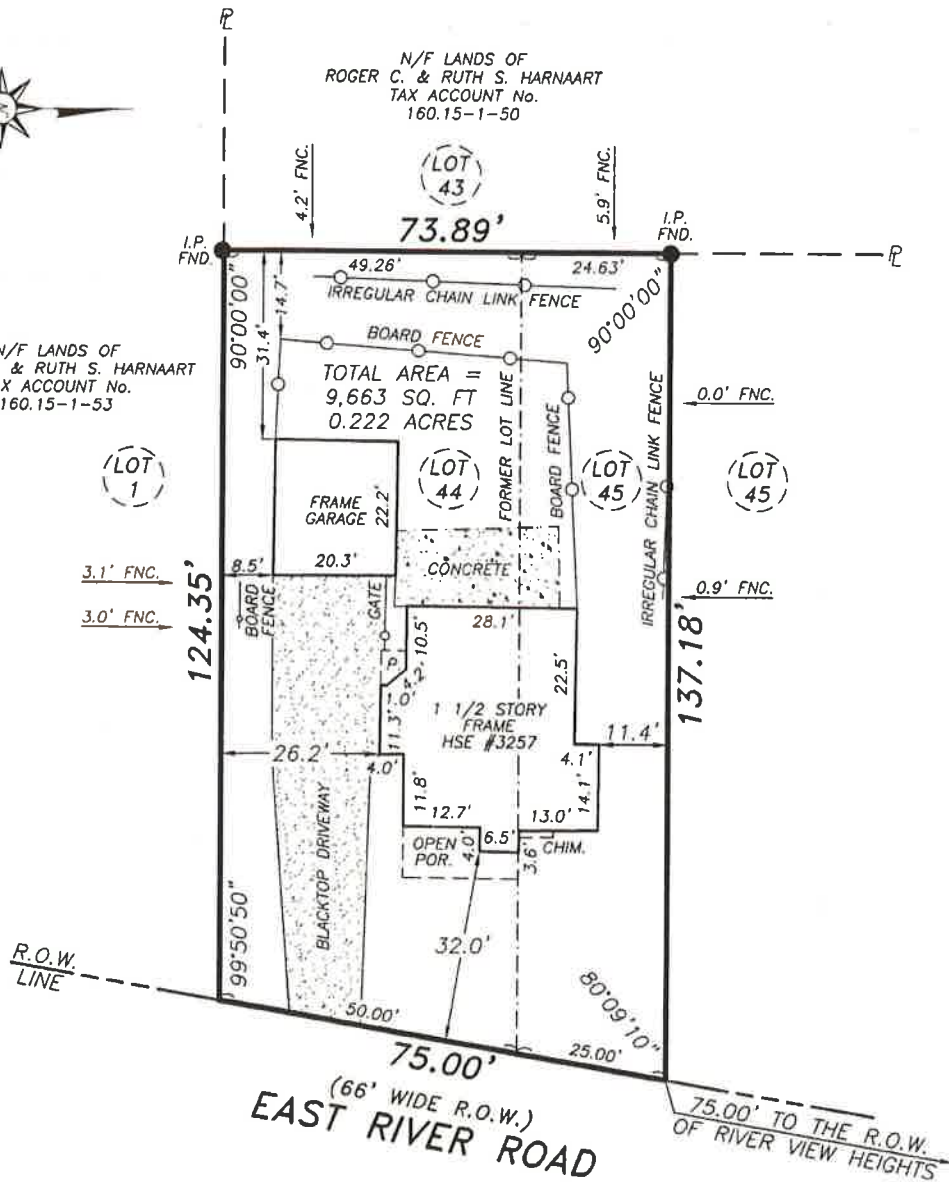 PL
N/F LANDS OF
ROGER C. & RUTH S. HARNAART
TAX ACCOUNT No.
160.15-1-50
N
4.2' FNC.
LOT
43
5.9' FNC.
73.89'
I.P.
FND.
I.P.
FND.
PL
49.26'
24.63'
IRREGULAR CHAIN LINK FENCE
90°00'00"
14.7'
31.4'
90°00'00"
BOARD FENCE
N/F LANDS OF
& RUTH S. HARNAART
X ACCOUNT No.
160.15-1-53
TOTAL AREA =
9,663 SQ. FT
0.222 ACRES
FORMER LOT LINE
BOARD FENCE
IRREGULAR CHAIN LINK FENCE
0.0' FNC.
LOT
1
LOT
44
LOT
45
LOT
45
FRAME
GARAGE
22.2'
20.3'
8.5'
CONCRETE
3.1' FNC.
3.0' FNC.
0.9' FNC.
BOARD
FENCE
GATE
28.1'
10.5'
P
4.2'
1.0'
11.3'
22.5'
124.35'
137.18'
1 1/2 STORY
FRAME
HSE #3257
11.4'
26.2'
4.0'
4.1'
11.8'
14.1'
12.7'
13.0'
6.5'
OPEN
POR.
4.0'
3.6'
CHIM.
BLACKTOP DRIVEWAY
32.0'
99°50'50"
80°09'10"
R.O.W.
LINE
50.00'
25.00'
75.00'
(66' WIDE R.O.W.)
EAST RIVER ROAD
75.00' TO THE R.O.W.
OF RIVER VIEW HEIGHTS